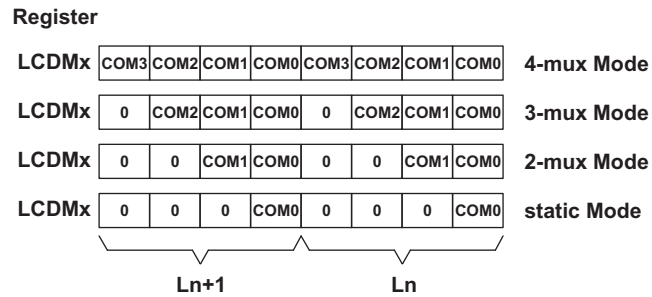 Register
LCDMx COM3 COM2 COM1 COM0 COM3 COM2 COM1 COM0 4-mux Mode
LCDMx 0 COM2 COM1 COM0 0 COM2 COM1 COM0 3-mux Mode
LCDMx 0 0 COM1 COM0 0 0 COM1 COM0 2-mux Mode
LCDMx 0 0 0 COM0 0 0 0 COM0 static Mode
Ln+1 Ln